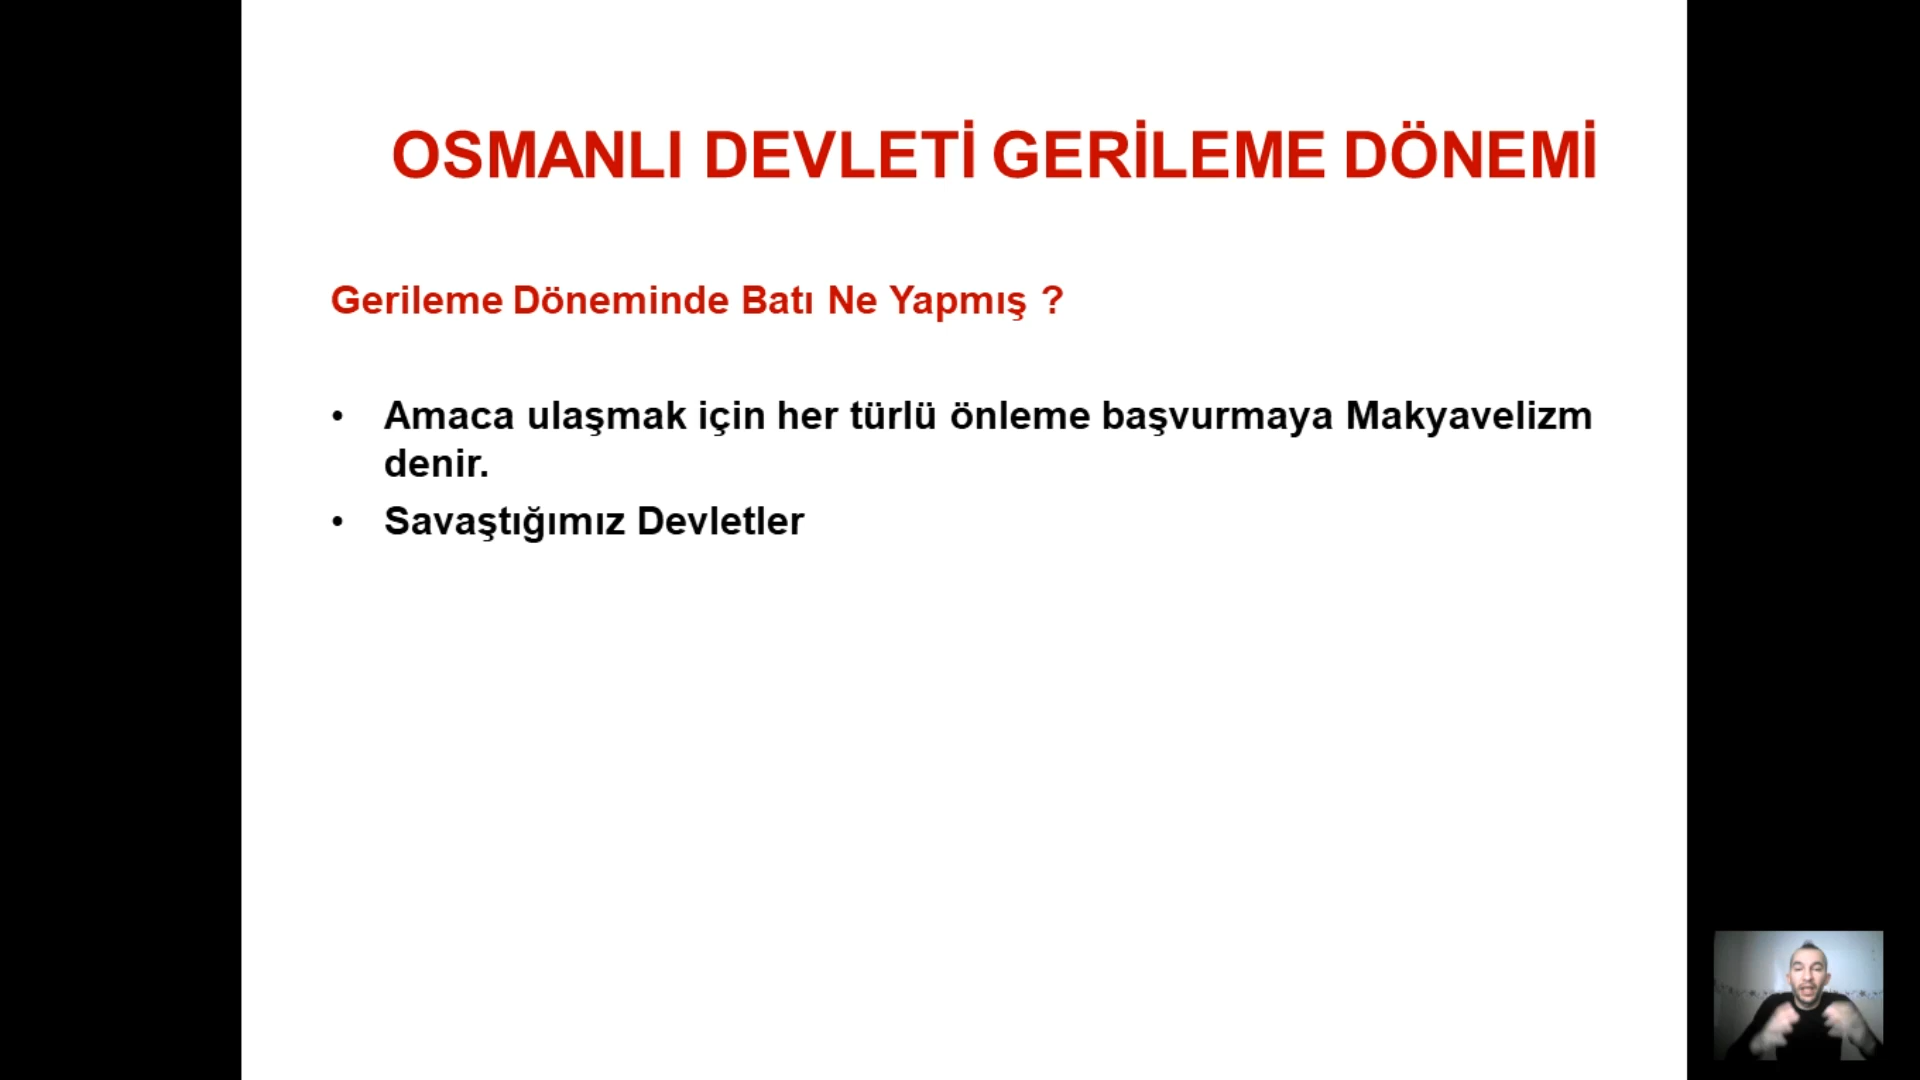 OSMANLI DEVLETİ GERİLEME DÖNEMİ
Gerileme Döneminde Batı Ne Yapmış ?
• Amaca ulaşmak için her türlü önleme başvurmaya Makyavelizm
denir.
• Savaştığımız Devletler